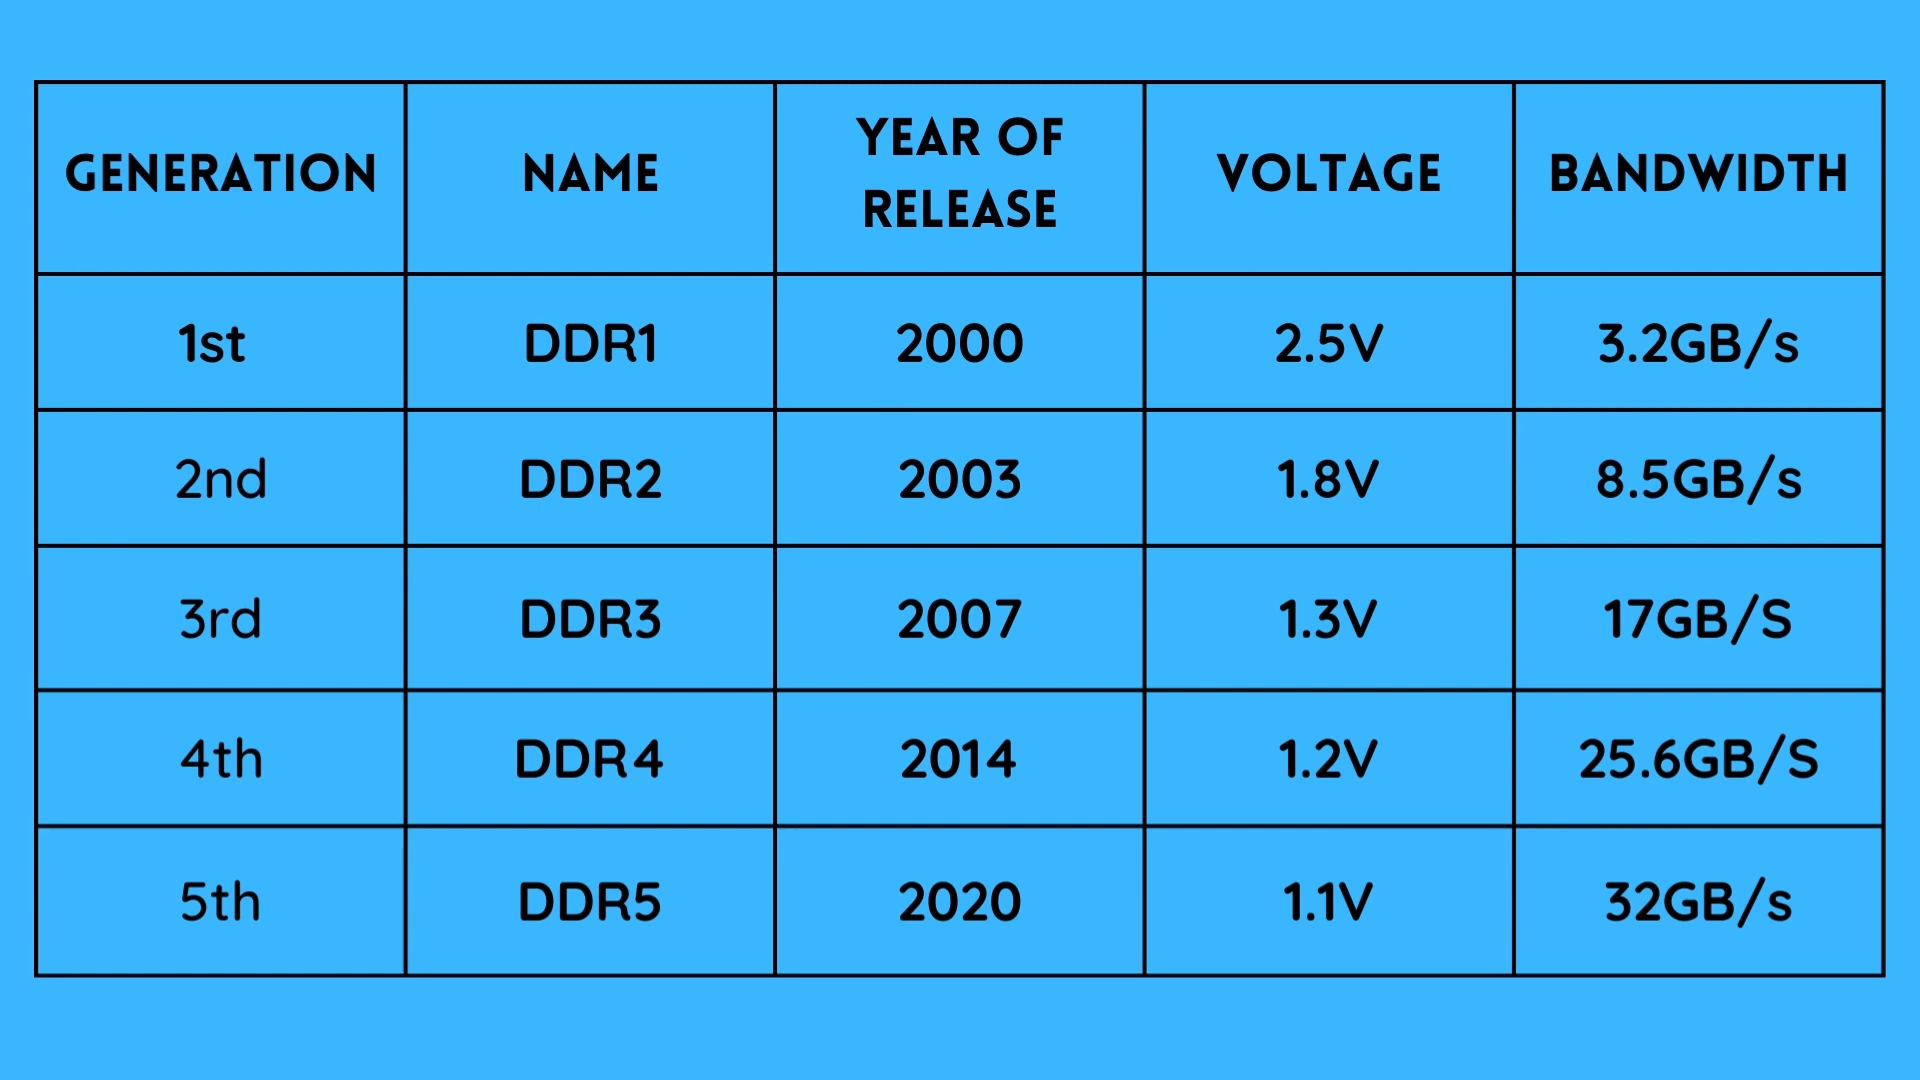 GENERATION NAME YEAR OF RELEASE VOLTAGE BANDWIDTH
1st DDR1 2000 2.5V 3.2GB/s
2nd DDR2 2003 1.8V 8.5GB/s
3rd DDR3 2007 1.3V 17GB/S
4th DDR4 2014 1.2V 25.6GB/S
5th DDR5 2020 1.1V 32GB/s